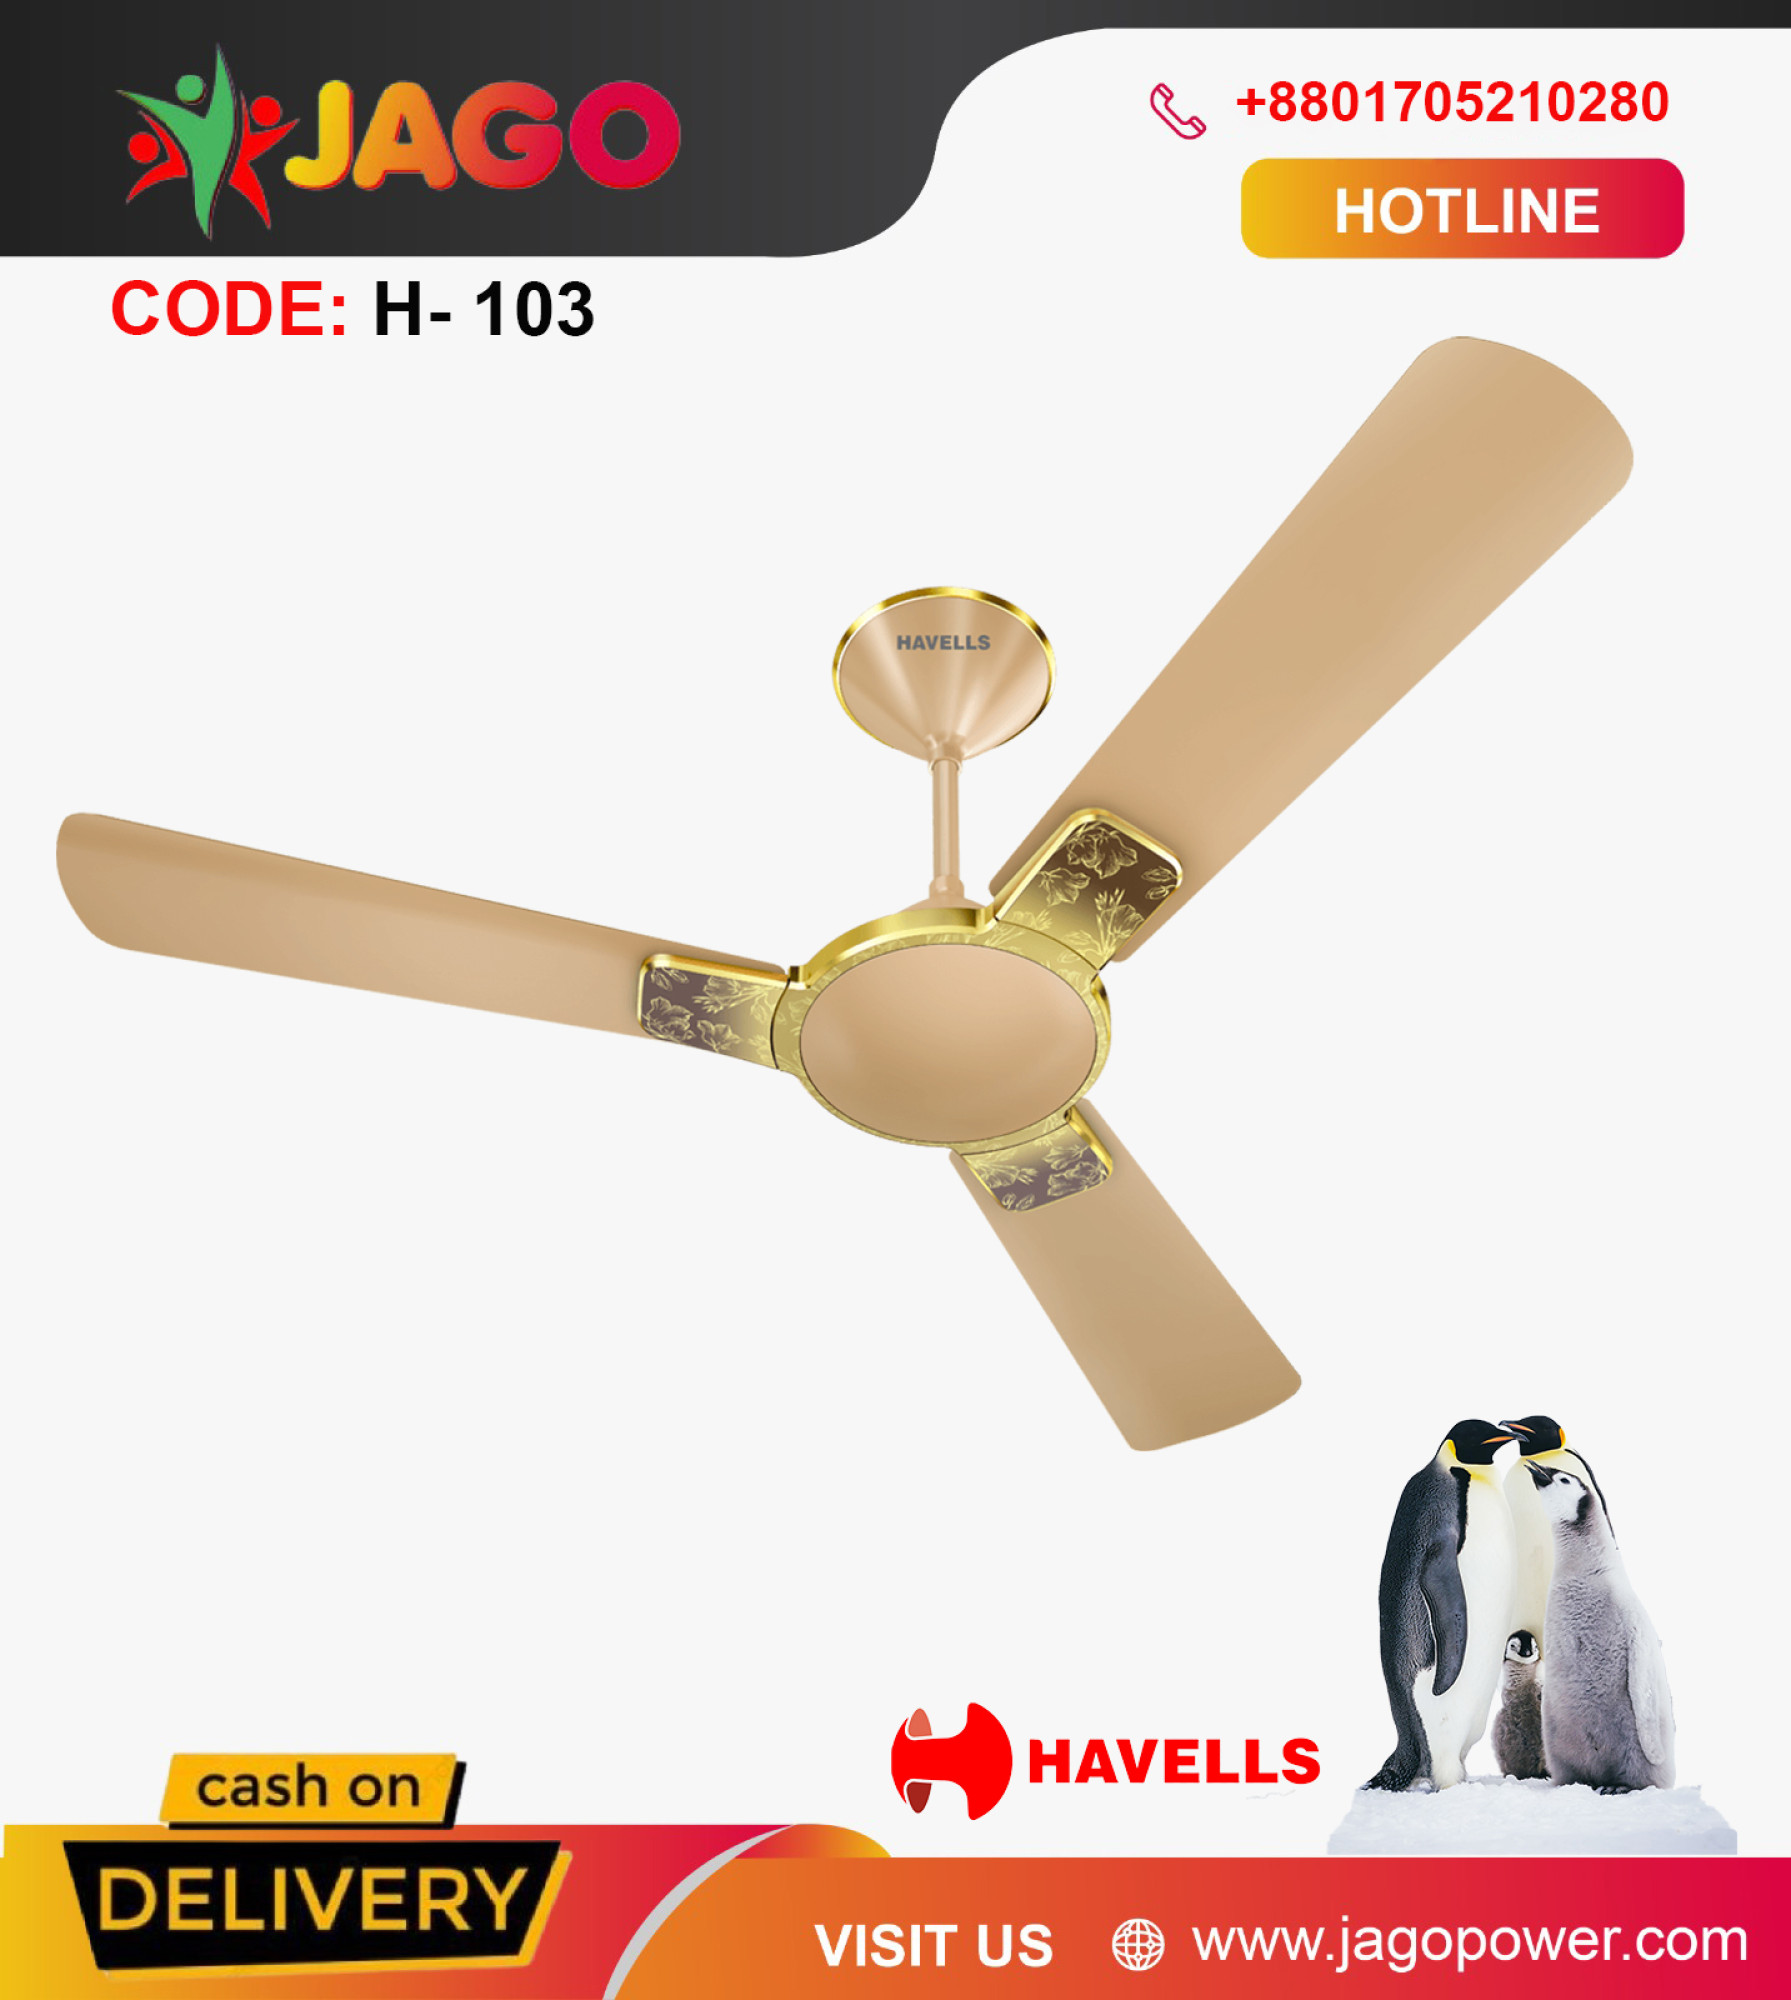 JAGO
+8801705210280
HOTLINE
CODE: H- 103
HAVELLS
HAVELLS
cash on
DELIVERY
VISIT US www.jagopower.com